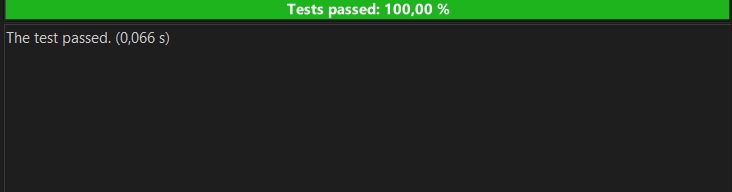 Tests passed: 100,00 %
The test passed. (0,066 s)